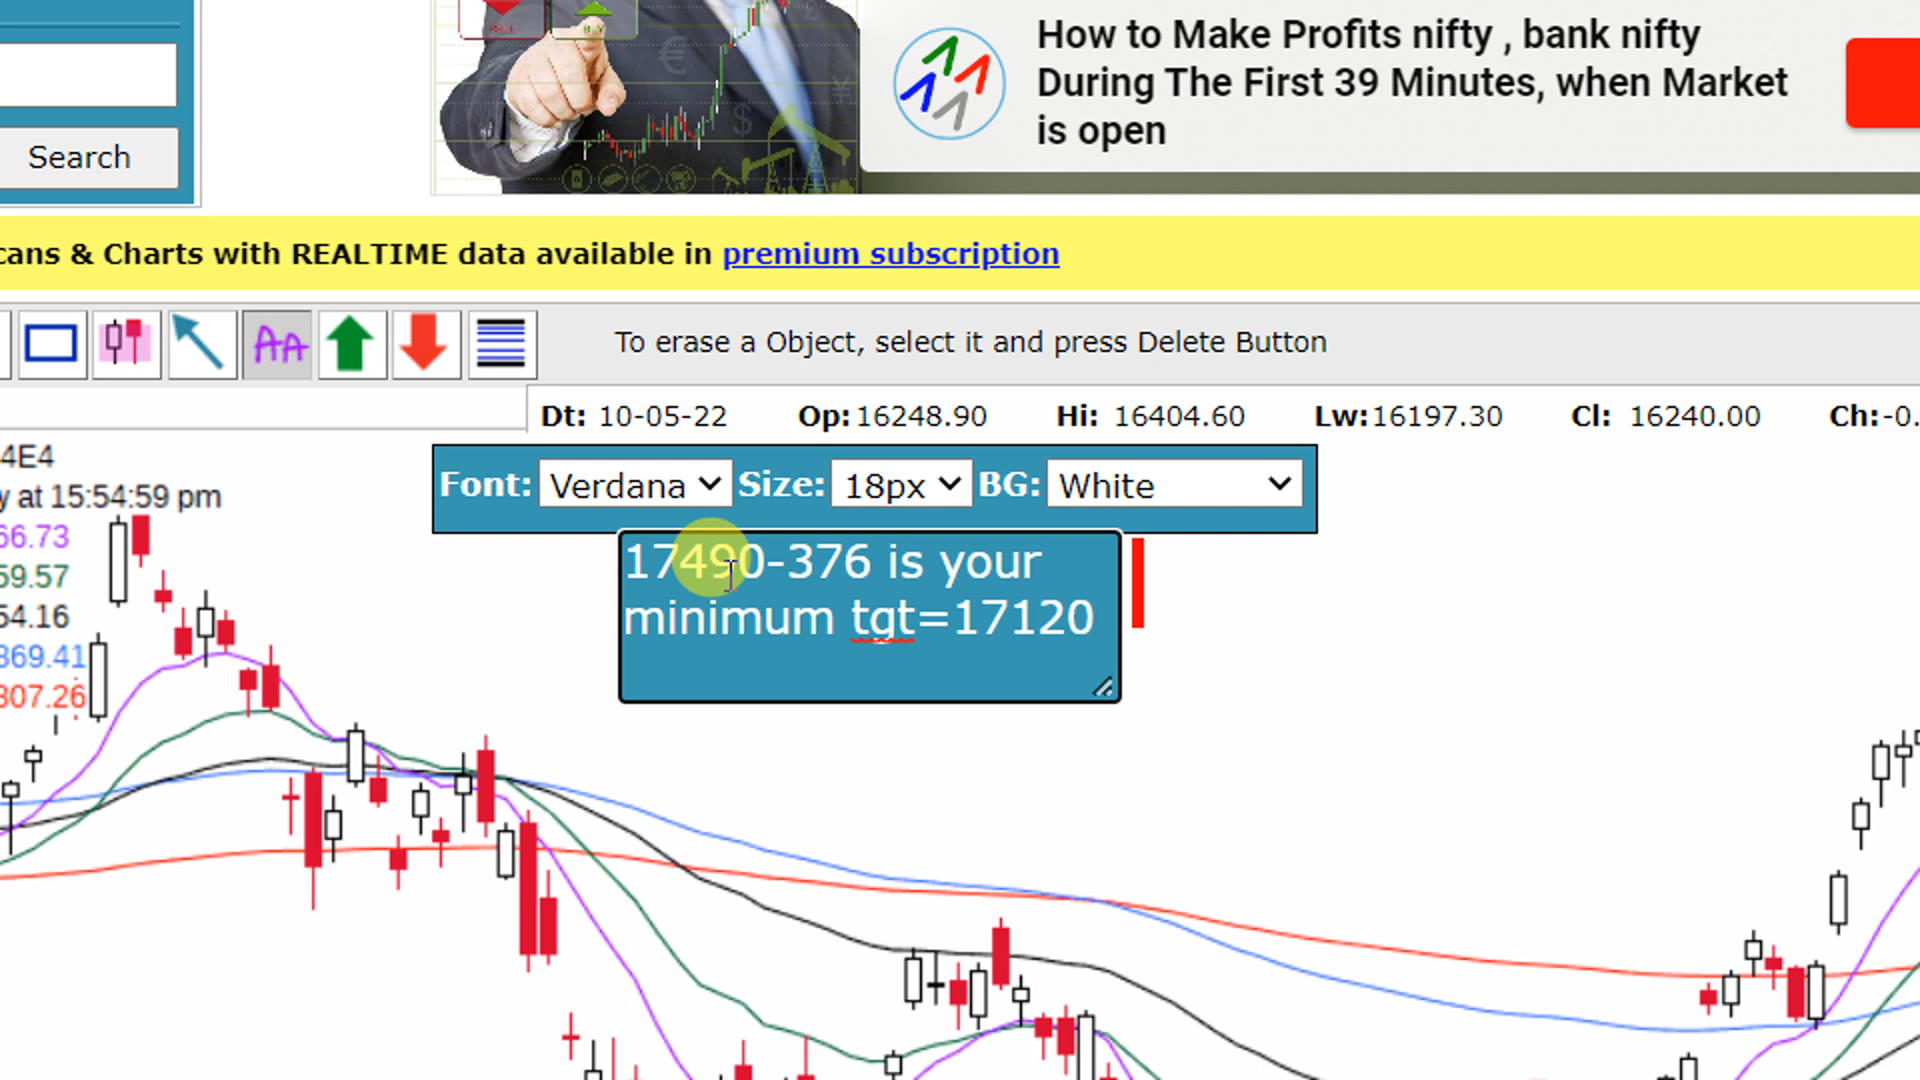 How to Make Profits nifty , bank nifty
During The First 39 Minutes, when Market
is open
Search
cans & Charts with REALTIME data available in premium subscription
AA
To erase a Object, select it and press Delete Button
Dt: 10-05-22 Op:16248.90 Hi: 16404.60 Lw:16197.30 Cl: 16240.00 Ch:-0.
4E4
y at 15:54:59 pm
66.73
59.57
54.16
369.41
307.26
Font: Verdana Size: 18px BG: White
17490-376 is your
minimum tgt=17120